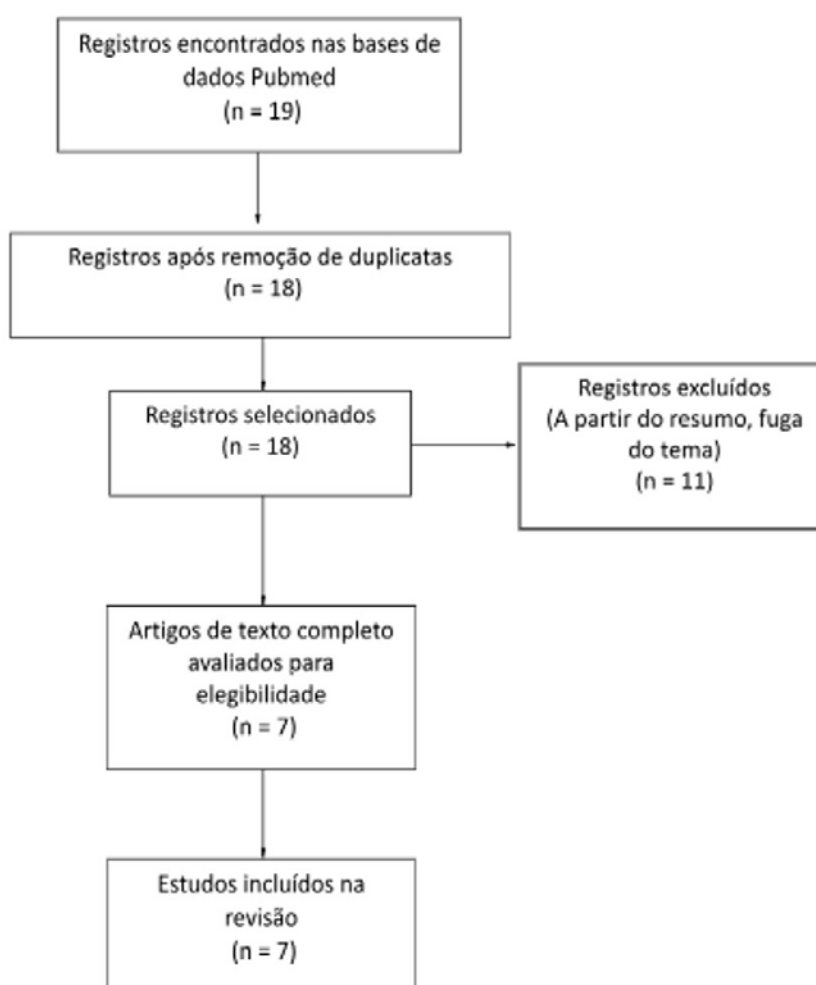 Registros encontrados nas bases de
dados Pubmed
(n = 19)
Registros após remoção de duplicatas
(n = 18)
Registros selecionados
(n = 18)
Registros excluídos
(A partir do resumo, fuga
do tema)
(n = 11)
Artigos de texto completo
avaliados para
elegibilidade
(n = 7)
Estudos incluídos na
revisão
(n = 7)